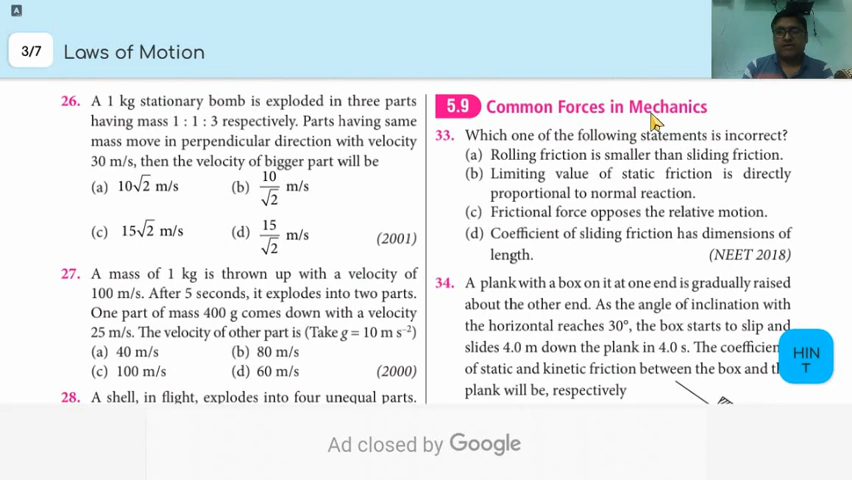 A
3/7
Laws of Motion
26. A 1 kg stationary bomb is exploded in three parts
having mass 1 : 1 : 3 respectively. Parts having same
mass move in perpendicular direction with velocity
30 m/s, then the velocity of bigger part will be
(a) 10√2 m/s (b) 10/√2 m/s
(c) 15√2 m/s (d) 15/√2 m/s (2001)
27. A mass of 1 kg is thrown up with a velocity of
100 m/s. After 5 seconds, it explodes into two parts.
One part of mass 400 g comes down with a velocity
25 m/s. The velocity of other part is (Take g = 10 m s⁻²)
(a) 40 m/s (b) 80 m/s
(c) 100 m/s (d) 60 m/s (2000)
28. A shell, in flight, explodes into four unequal parts.
5.9 Common Forces in Mechanics
33. Which one of the following statements is incorrect?
(a) Rolling friction is smaller than sliding friction.
(b) Limiting value of static friction is directly
proportional to normal reaction.
(c) Frictional force opposes the relative motion.
(d) Coefficient of sliding friction has dimensions of
length. (NEET 2018)
34. A plank with a box on it at one end is gradually raised
about the other end. As the angle of inclination with
the horizontal reaches 30°, the box starts to slip and
slides 4.0 m down the plank in 4.0 s. The coefficien
of static and kinetic friction between the box and t
plank will be, respectively
HIN
T
Ad closed by Google